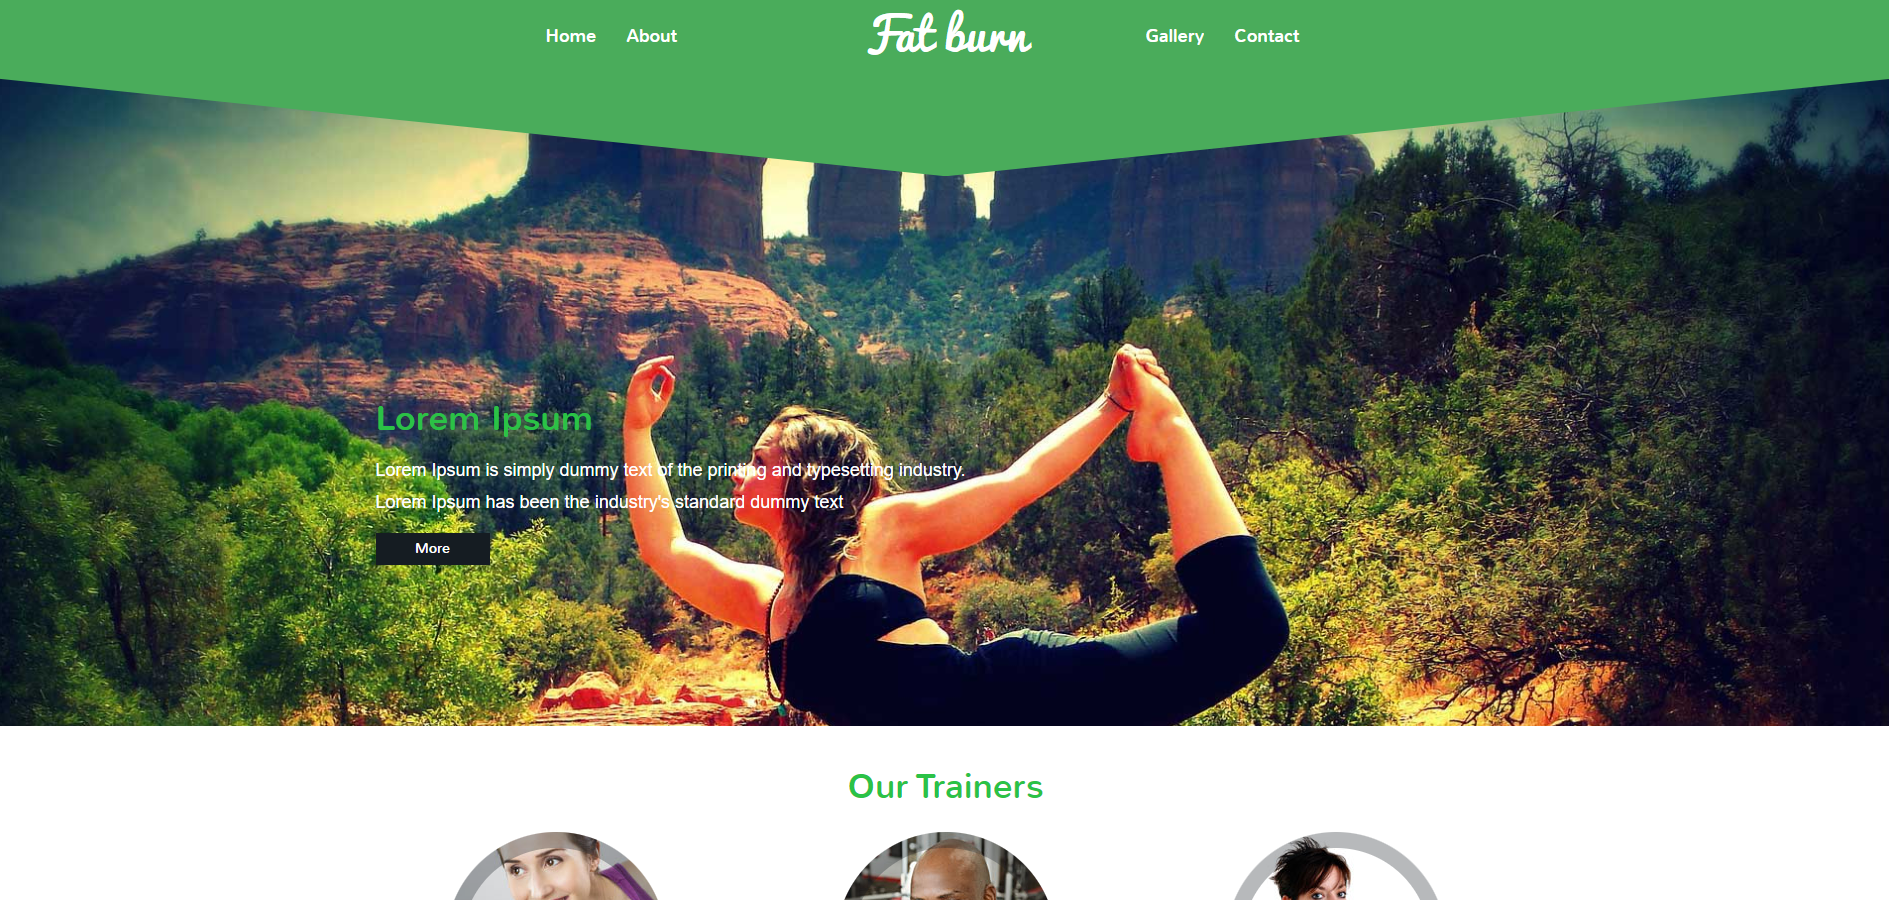 Home
About
Fat burn
Gallery
Contact
Lorem Ipsum
Lorem Ipsum is simply dummy text of the printing and typesetting industry.
Lorem Ipsum has been the industry's standard dummy text
More
Our Trainers